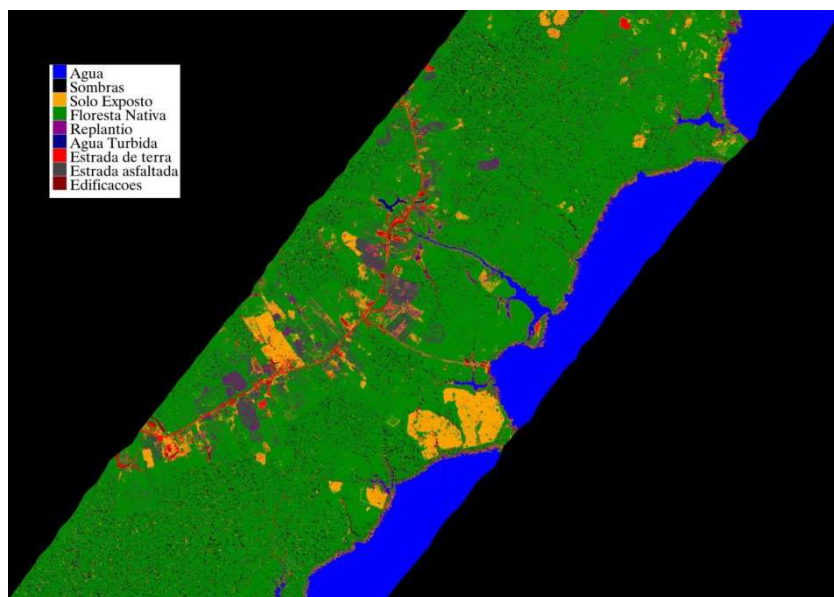 Agua
Sombras
Solo Exposto
Floresta Nativa
Replantio
Agua Turbida
Estrada de terra
Estrada asfaltada
Edificacoes